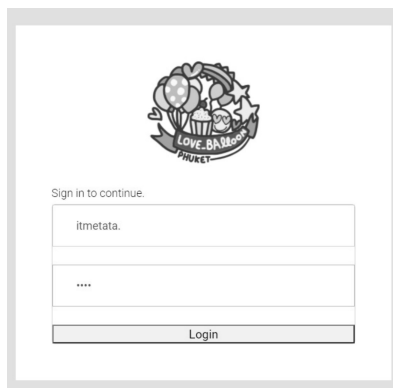 LOVE_BAlloon
PHUKET
Sign in to continue.
itmetata.
••••
Login